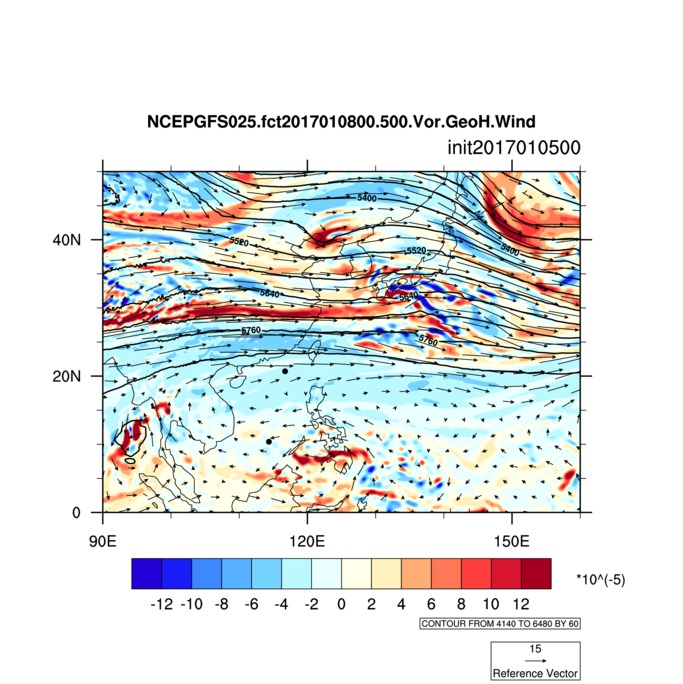 NCEPGFS025.fct2017010800.500.Vor.GeoH.Wind
init2017010500
5400
40N
5520
5520
5400
5640
5640
5760
5760
20N
0
90E 120E 150E
-12 -10 -8 -6 -4 -2 0 2 4 6 8 10 12
*10^(-5)
CONTOUR FROM 4140 TO 6480 BY 60
15
Reference Vector